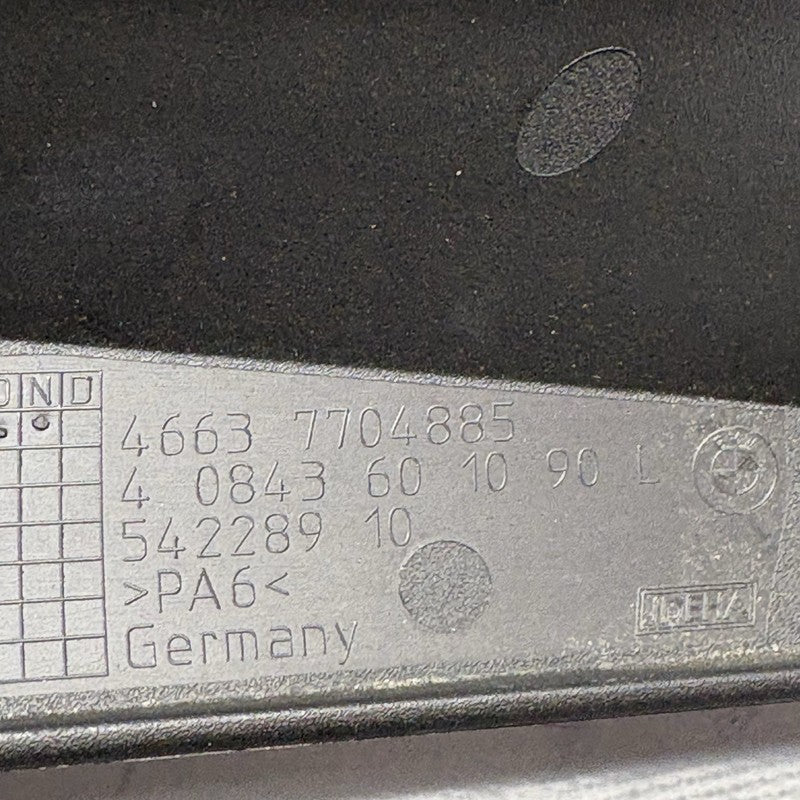 O N D
4663 7704885
4 0843 60 10 90 L
542289 10
>PA6<
Germany